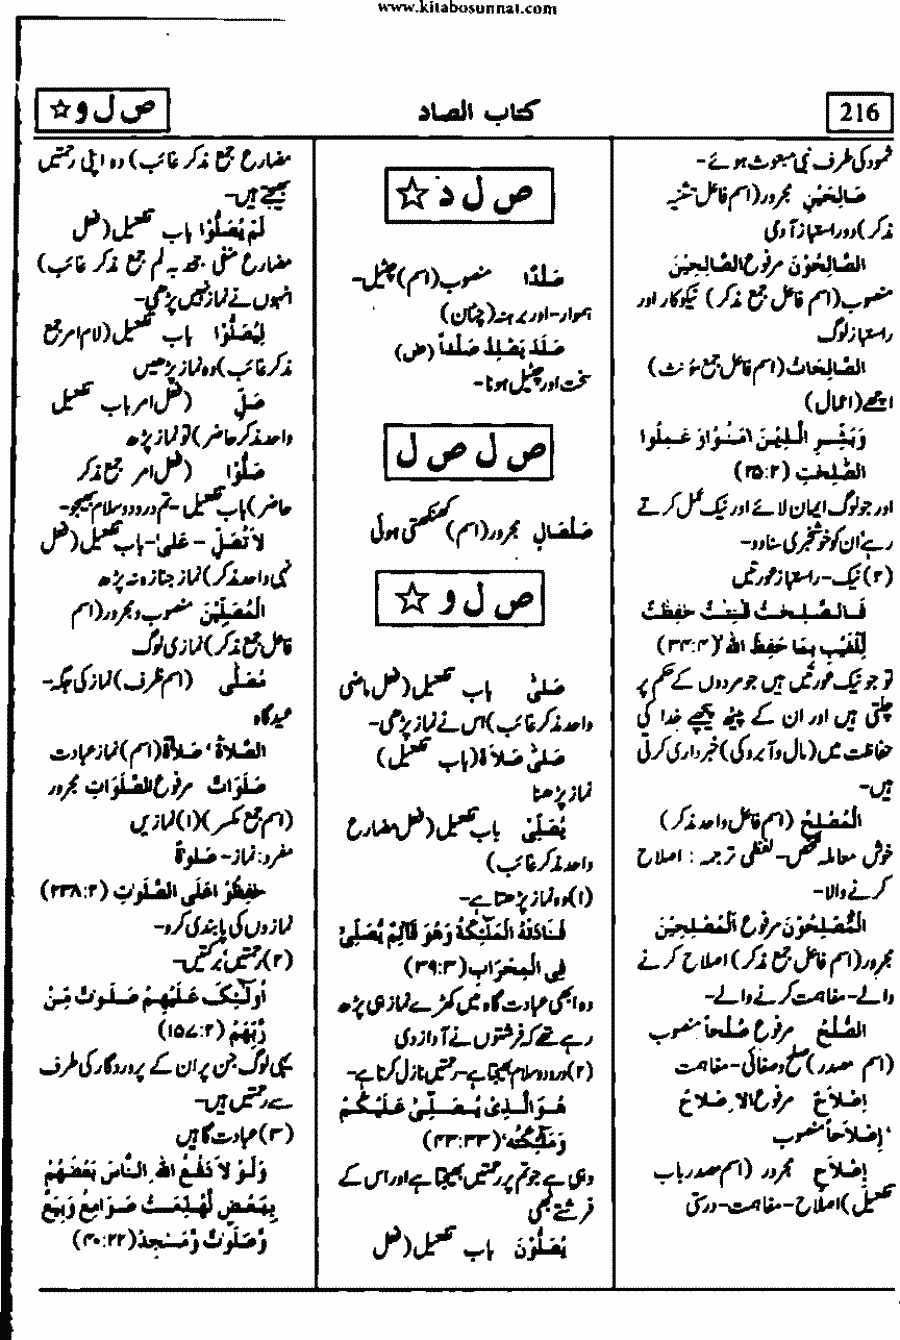 www.kitabosunnat.com
216
کتاب الصاد
ص ل و ☆
ثمود کی طرف نبی مبعوث ہوئے-
صَالِحَيْنِ مجرور (اسم فاعل تثنیہ
مذکر) دو راستباز آدمی
الصَّالِحُوْنَ مرفوع الصَّالِحِيْنَ
منصوب (اسم فاعل جمع مذکر) نیکوکار اور
راستباز لوگ
الصَّالِحَاتُ (اسم فاعل جمع مؤنث)
اچھے (اعمال)
وَبَشِّرِ الَّذِيْنَ اٰمَنُوْا وَ عَمِلُوا
الصّٰلِحٰتِ (۲:۲۵)
اور جو لوگ ایمان لائے اور نیک عمل کرتے
رہے اُن کو خوشخبری سنادو-
(۲) نیک-راستباز عورتیں
فَالصّٰلِحٰتُ قٰنِتٰتٌ حٰفِظٰتٌ
لِّلْغَيْبِ بِمَا حَفِظَ اللهُ (۴:۳۴)
تو جو نیک عورتیں ہیں جو مردوں کے حکم پر
چلتی ہیں اور ان کے پیٹھ پیچھے خدا کی
حفاظت میں (مال و آبرو کی) خبرداری کرتی
ہیں-
الْمُصْلِحُ (اسم فاعل واحد مذکر)
خوش معاملہ شخص- لفظی ترجمہ: اصلاح
کرنے والا-
الْمُصْلِحُوْنَ مرفوع الْمُصْلِحِيْنَ
مجرور (اسم فاعل جمع مذکر) اصلاح کرنے
والے- مفاہمت کرنے والے-
الصُّلْحُ مرفوع صُلْحاً منصوب
(اسم مصدر) صلح و صفائی- مفاہمت
إِصْلَاحٌ مرفوع الاِصْلَاحُ
إِصْلَاحاً منصوب
إِصْلَاحٍ مجرور (اسم مصدر باب
تفعیل) اصلاح- مفاہمت- درستی
ص ل د ☆
صَلْدًا منصوب (اسم) چٹیل-
ہموار- اور برہنہ (چٹان)
صَلَدَ يَصْلِدُ صَلْداً (ض)
سخت اور چٹیل ہونا-
ص ل ص ل
صَلْصَالٍ مجرور (اسم) کھنکھتی ہوئی
ص ل و ☆
صَلّٰى باب تفعیل (فعل ماضی
واحد مذکر غائب) اس نے نماز پڑھی-
صَلّٰى صَلَاةً (باب تفعیل)
نماز پڑھنا
يُصَلِّىْ باب تفعیل (فعل مضارع
واحد مذکر غائب)
(۱) وہ نماز پڑھتا ہے-
فَنَادَتْهُ الْمَلٰٓئِكَةُ وَهُوَ قَآئِمٌ يُّصَلِّىْ
فِى الْمِحْرَابِ (۳:۳۹)
وہ ابھی عبادت گاہ میں کھڑے نماز ہی پڑھ
رہے تھے کہ فرشتوں نے آواز دی
(۲) درود و سلام بھیجتا ہے- رحمتیں نازل کرتا ہے-
هُوَ الَّذِىْ يُصَلِّىْ عَلَيْكُمْ
وَمَلٰٓئِكَتُهٗ (۳۳:۴۳)
وہی ہے جو تم پر رحمتیں بھیجتا ہے اور اس کے
فرشتے بھی
يُصَلُّوْنَ باب تفعیل (فعل
مضارع جمع مذکر غائب) وہ اپنی رحمتیں
بھیجتے ہیں-
لَمْ يُصَلُّوْا باب تفعیل (فعل
مضارع منفی جحد بہ لم جمع مذکر غائب)
انہوں نے نماز نہیں پڑھی-
لِيُصَلُّوْا باب تفعیل (لام امر جمع
مذکر غائب) وہ نماز پڑھیں
صَلِّ (فعل امر باب تفعیل
واحد مذکر حاضر) تو نماز پڑھ
صَلُّوْا (فعل امر جمع مذکر
حاضر) باب تفعیل- تم درود و سلام بھیجو-
لَا تُصَلِّ - عَلٰى- باب تفعیل (فعل
نہی واحد مذکر) نماز جنازہ نہ پڑھ
الْمُصَلِّيْنَ منصوب و مجرور (اسم
فاعل جمع مذکر) نمازی لوگ
مُصَلًّى (اسم ظرف) نماز کی جگہ-
عیدگاہ
الصَّلَاةُ، صَلَاةٌ (اسم) نماز عبادت
صَلَوَاتٌ مرفوع الصَّلَوَاتِ مجرور
(اسم جمع مکسر) (۱) نمازیں
مفرد: نماز- صَلٰوةٌ
حٰفِظُوْا عَلَى الصَّلَوٰتِ (۲:۲۳۸)
نمازوں کی پابندی کرو-
(۲) رحمتیں برکتیں-
اُولٰٓئِكَ عَلَيْهِمْ صَلَوٰتٌ مِّنْ
رَّبِّهِمْ (۲:۱۵۷)
یہی لوگ جن پر ان کے پروردگار کی طرف
سے رحمتیں ہیں-
(۳) عبادت گاہیں
وَلَوْ لَا دَفْعُ اللهِ النَّاسَ بَعْضَهُمْ
بِبَعْضٍ لَّهُدِّمَتْ صَوَامِعُ وَبِيَعٌ
وَّصَلَوٰتٌ وَّمَسٰجِدُ (۲۲:۴۰)